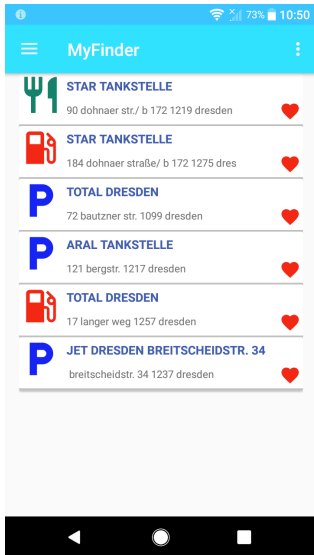 73% 10:50
MyFinder
STAR TANKSTELLE
90 dohnaer str./ b 172 1219 dresden
STAR TANKSTELLE
184 dohnaer straße/ b 172 1275 dres
P TOTAL DRESDEN
72 bautzner str. 1099 dresden
P ARAL TANKSTELLE
121 bergstr. 1217 dresden
TOTAL DRESDEN
17 langer weg 1257 dresden
P JET DRESDEN BREITSCHEIDSTR. 34
breitscheidstr. 34 1237 dresden